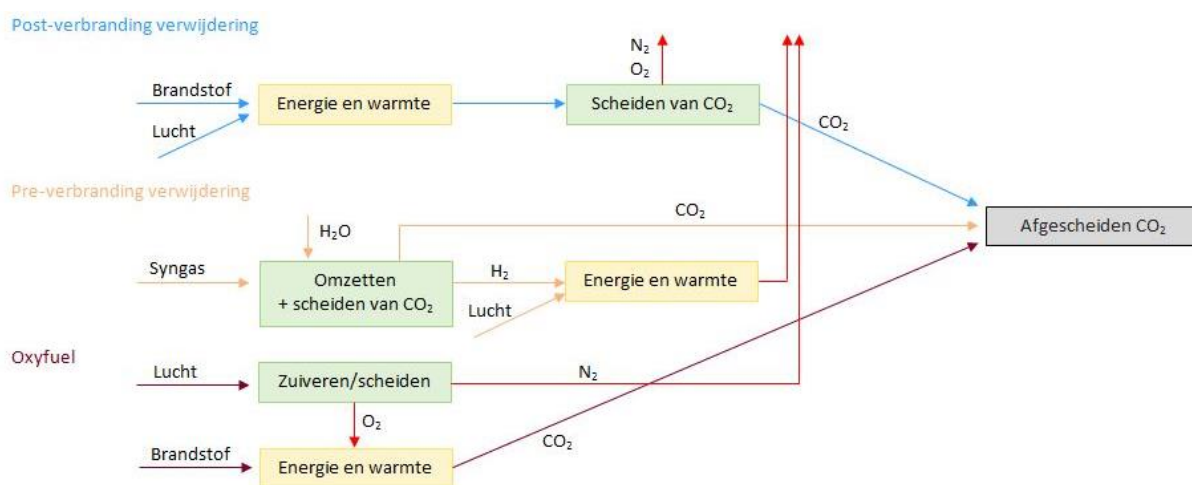 Post-verbranding verwijdering
N₂
O₂
Brandstof
Energie en warmte
Scheiden van CO₂
Lucht
CO₂
Pre-verbranding verwijdering
CO₂
Afgescheiden CO₂
H₂O
Syngas
Omzetten
+ scheiden van CO₂
H₂
Energie en warmte
Lucht
Oxyfuel
Lucht
Zuiveren/scheiden
N₂
O₂
CO₂
Brandstof
Energie en warmte